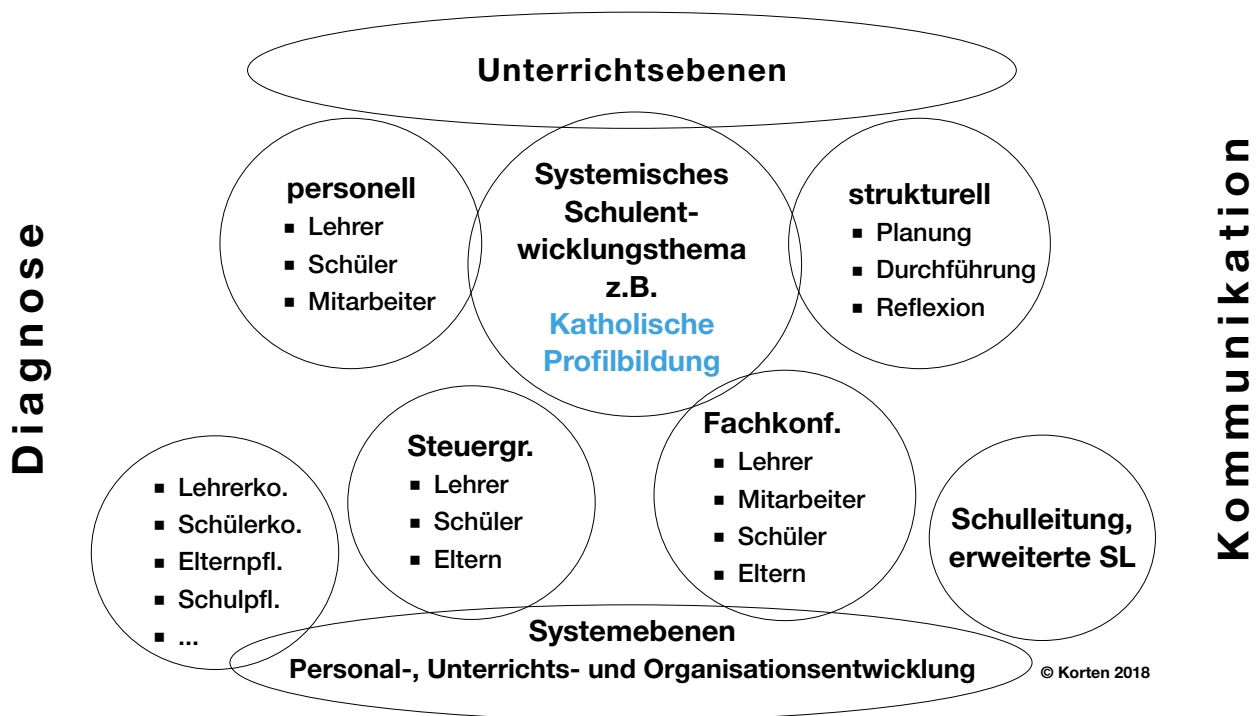 Unterrichtsebenen
Diagnose
personell
▪ Lehrer
▪ Schüler
▪ Mitarbeiter
Systemisches
Schulent-
wicklungsthema
z.B.
Katholische
Profilbildung
strukturell
▪ Planung
▪ Durchführung
▪ Reflexion
Kommunikation
▪ Lehrerko.
▪ Schülerko.
▪ Elternpfl.
▪ Schulpfl.
▪ ...
Steuergr.
▪ Lehrer
▪ Schüler
▪ Eltern
Fachkonf.
▪ Lehrer
▪ Mitarbeiter
▪ Schüler
▪ Eltern
Schulleitung,
erweiterte SL
Systemebenen
Personal-, Unterrichts- und Organisationsentwicklung
© Korten 2018